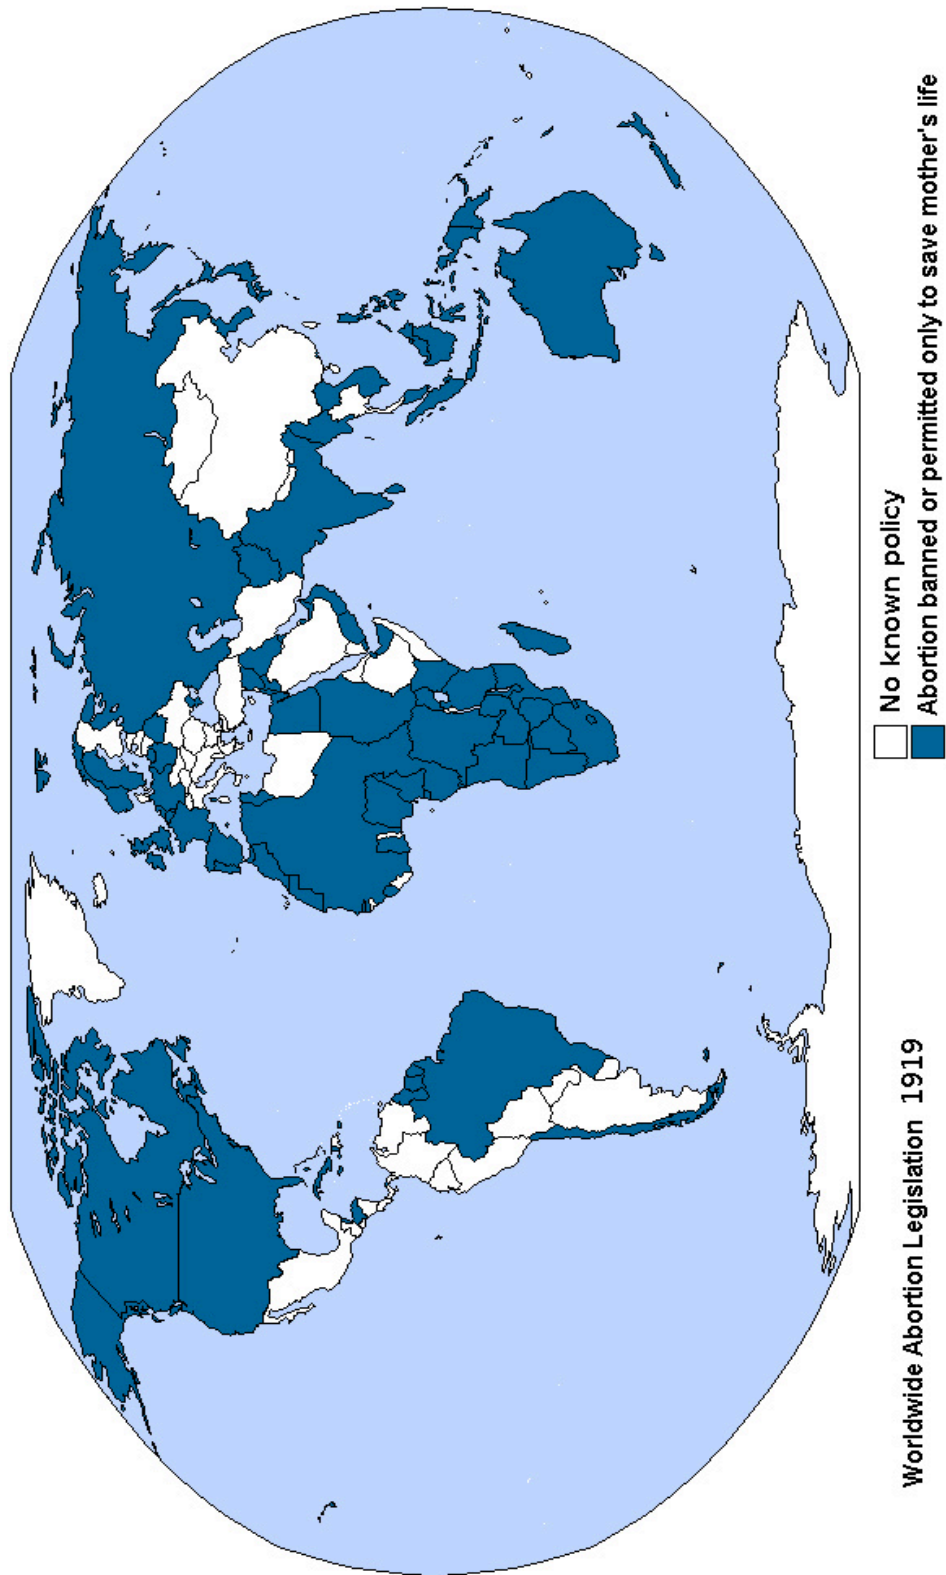 No known policy
Abortion banned or permitted only to save mother's life
Worldwide Abortion Legislation 1919